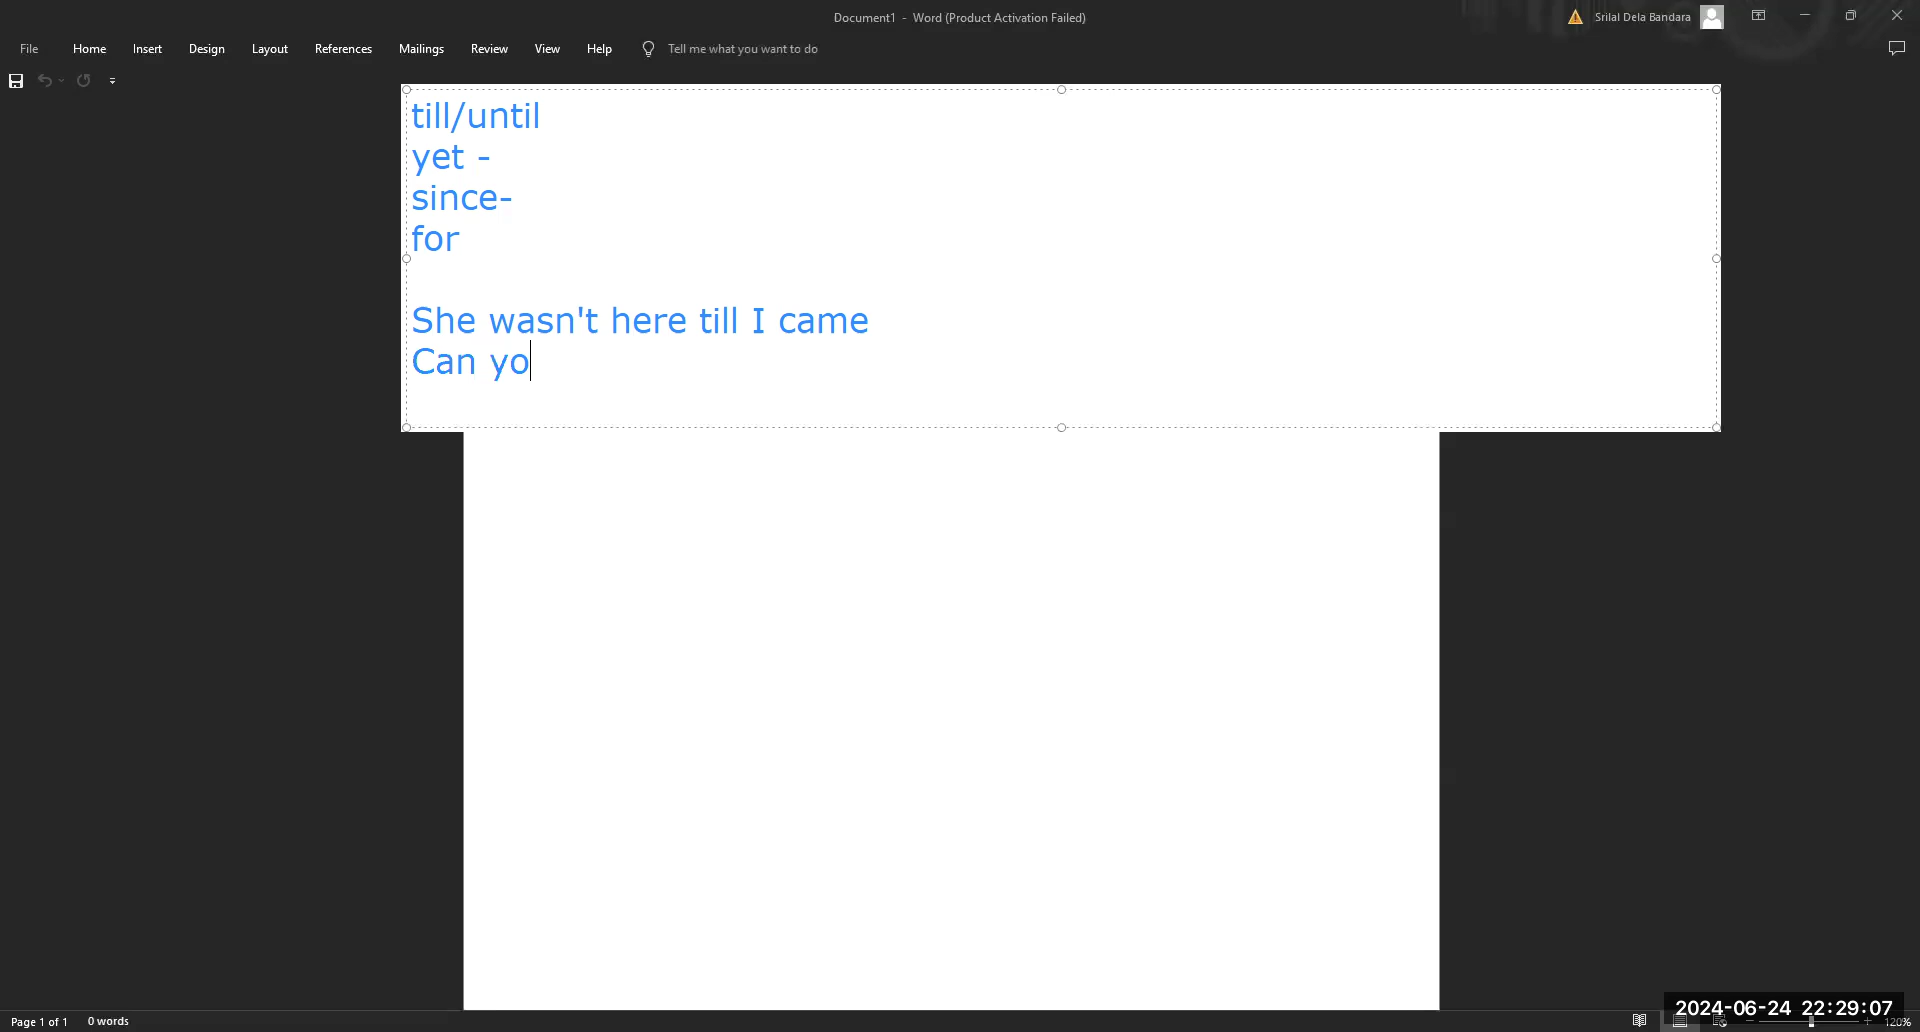 Document1 - Word (Product Activation Failed)
Srilal Dela Bandara
File Home Insert Design Layout References Mailings Review View Help Tell me what you want to do
till/until
yet -
since-
for
She wasn't here till I came
Can yo
2024-06-24 22:29:07
Page 1 of 1 0 words
120%